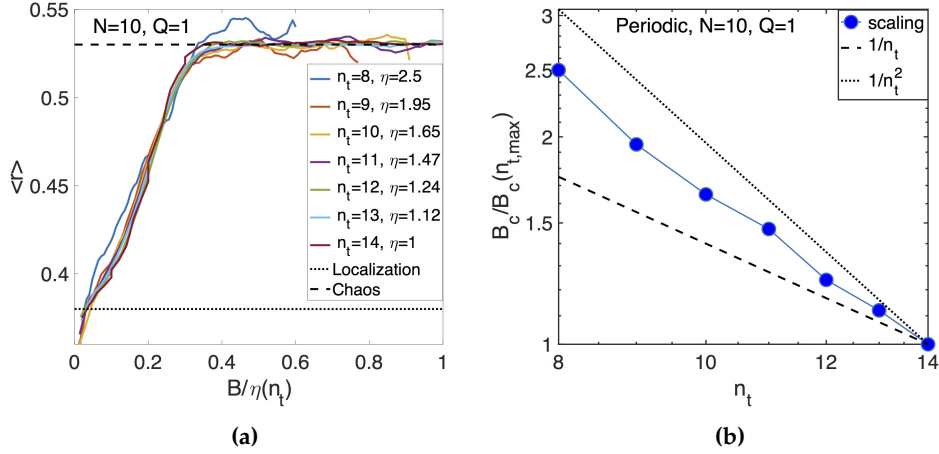 N=10, Q=1
<r>
0.55
0.5
0.45
0.4
n_t=8, η=2.5
n_t=9, η=1.95
n_t=10, η=1.65
n_t=11, η=1.47
n_t=12, η=1.24
n_t=13, η=1.12
n_t=14, η=1
Localization
Chaos
0 0.2 0.4 0.6 0.8 1
B/η(n_t)
(a)
Periodic, N=10, Q=1
B_c/B_c(n_t,max)
3
2.5
2
1.5
1
scaling
1/n_t
1/n_t^2
8 10 12 14
n_t
(b)